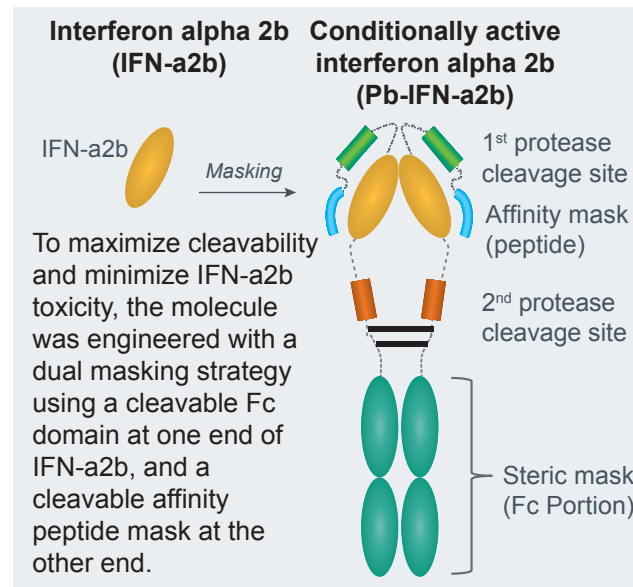 Interferon alpha 2b
(IFN-a2b)
Conditionally active
interferon alpha 2b
(Pb-IFN-a2b)
IFN-a2b
Masking
1st protease
cleavage site
Affinity mask
(peptide)
2nd protease
cleavage site
Steric mask
(Fc Portion)
To maximize cleavability
and minimize IFN-a2b
toxicity, the molecule
was engineered with a
dual masking strategy
using a cleavable Fc
domain at one end of
IFN-a2b, and a
cleavable affinity
peptide mask at the
other end.